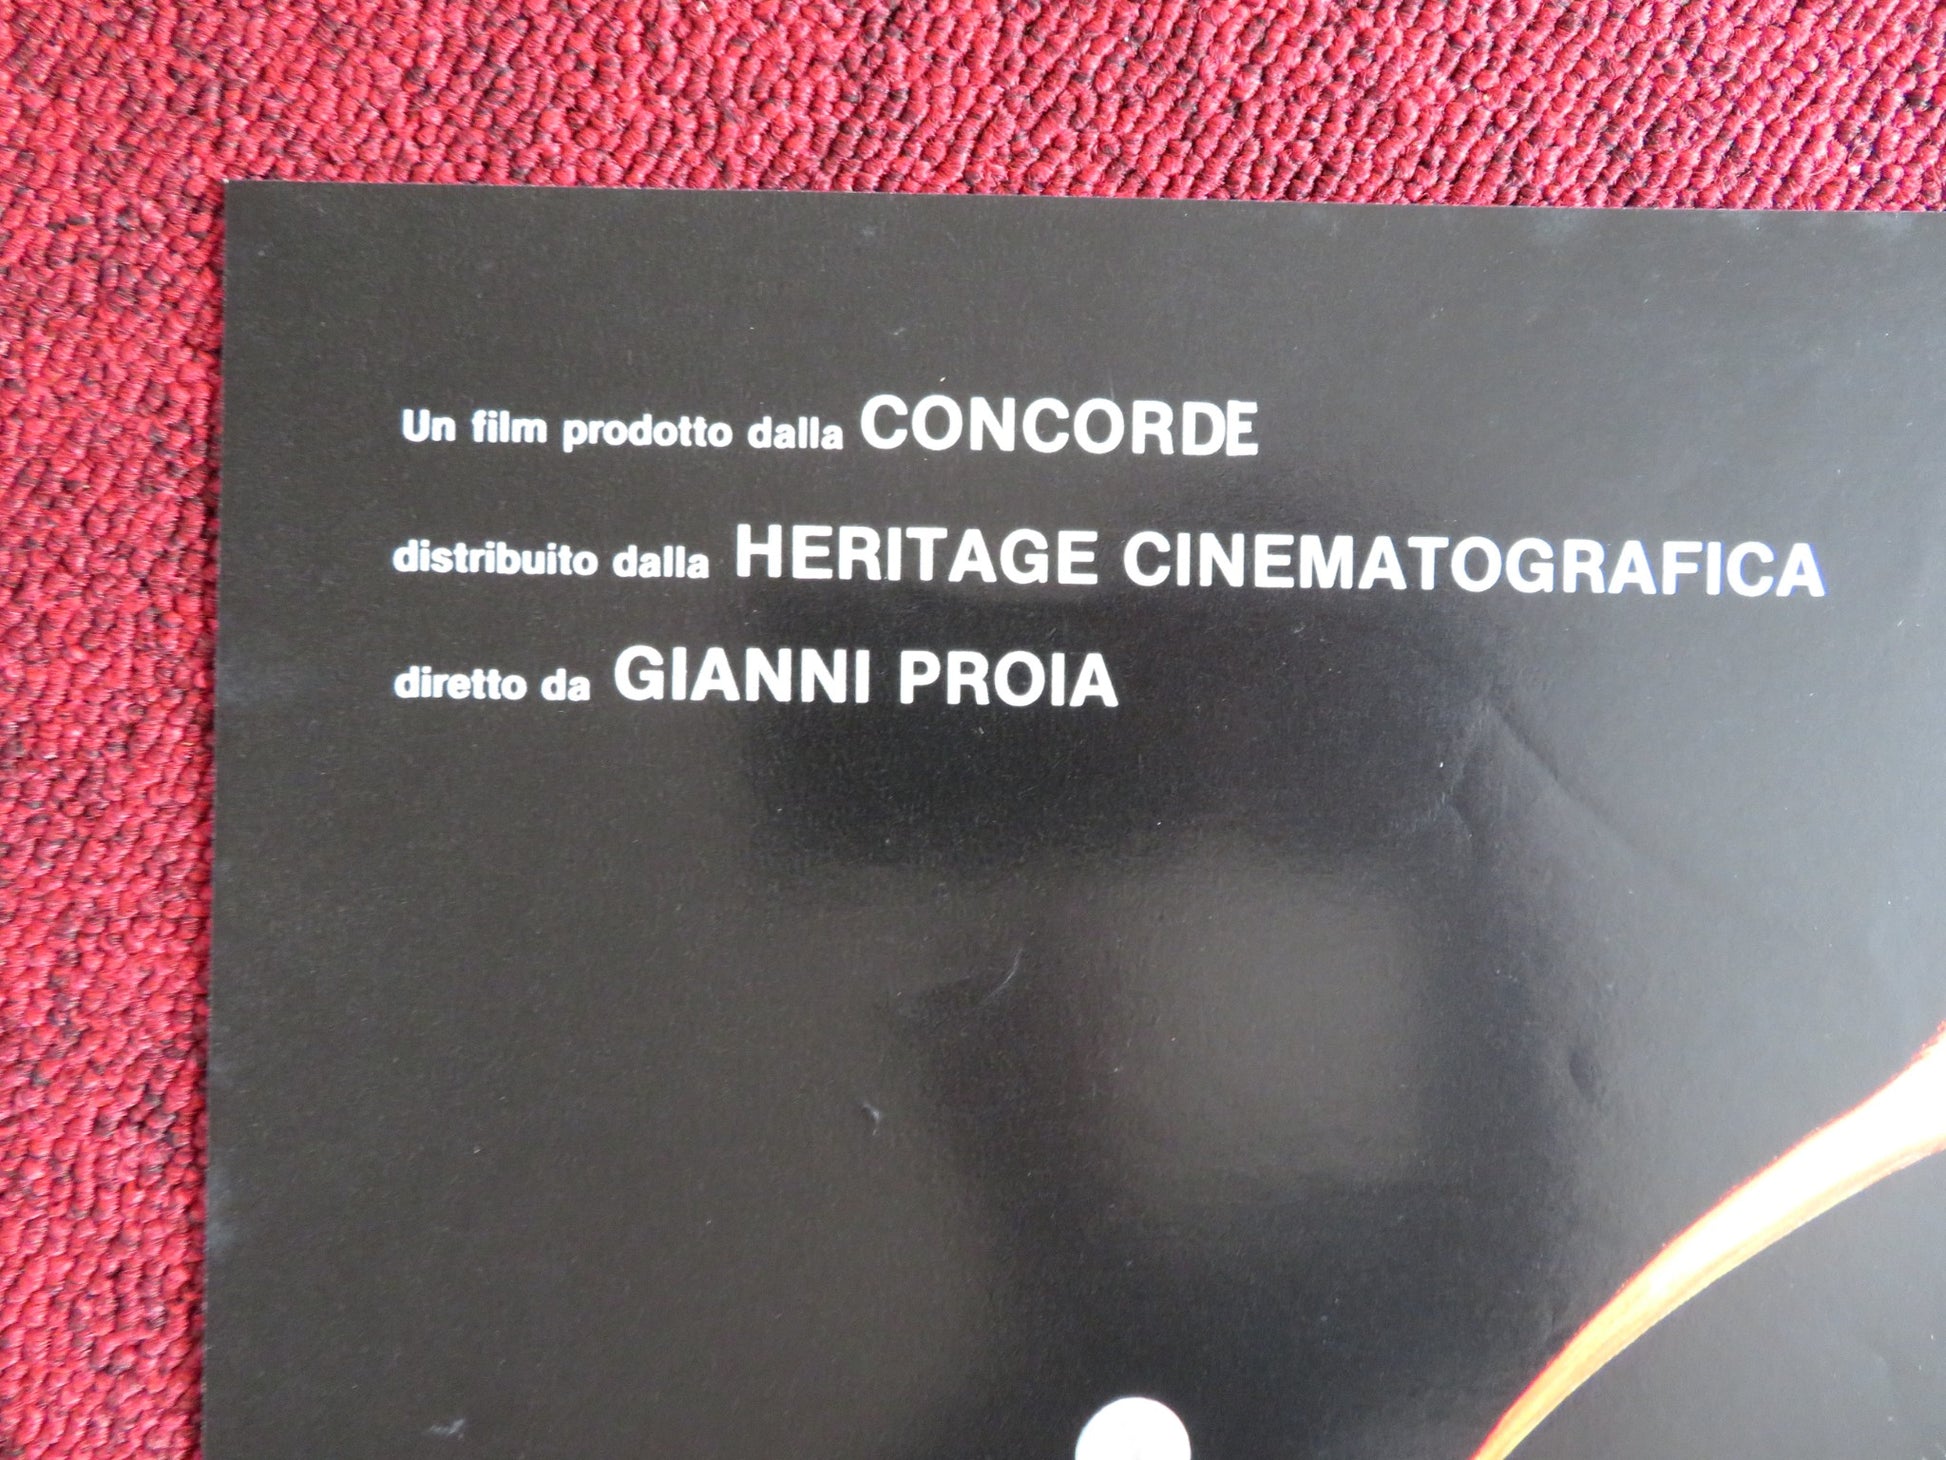 Un film prodotto dalla CONCORDE
distribuito dalla HERITAGE CINEMATOGRAFICA
diretto da GIANNI PROIA